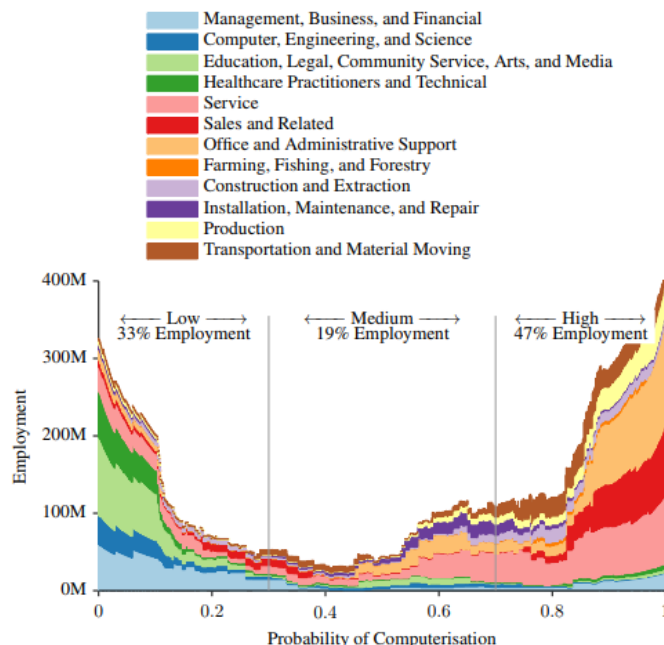 Management, Business, and Financial
Computer, Engineering, and Science
Education, Legal, Community Service, Arts, and Media
Healthcare Practitioners and Technical
Service
Sales and Related
Office and Administrative Support
Farming, Fishing, and Forestry
Construction and Extraction
Installation, Maintenance, and Repair
Production
Transportation and Material Moving
400M
←— Low —→ ←— Medium —→ ←— High —→
33% Employment 19% Employment 47% Employment
300M
200M
100M
0M
Employment
0 0.2 0.4 0.6 0.8 1
Probability of Computerisation